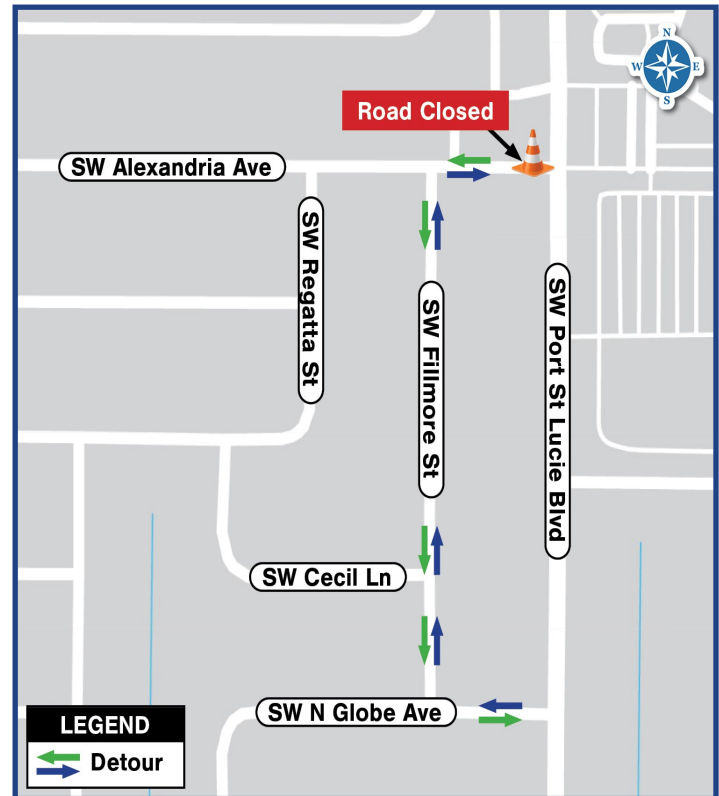 N
W E
S
Road Closed
SW Alexandria Ave
SW Regatta St
SW Fillmore St
SW Port St Lucie Blvd
SW Cecil Ln
SW N Globe Ave
LEGEND
Detour